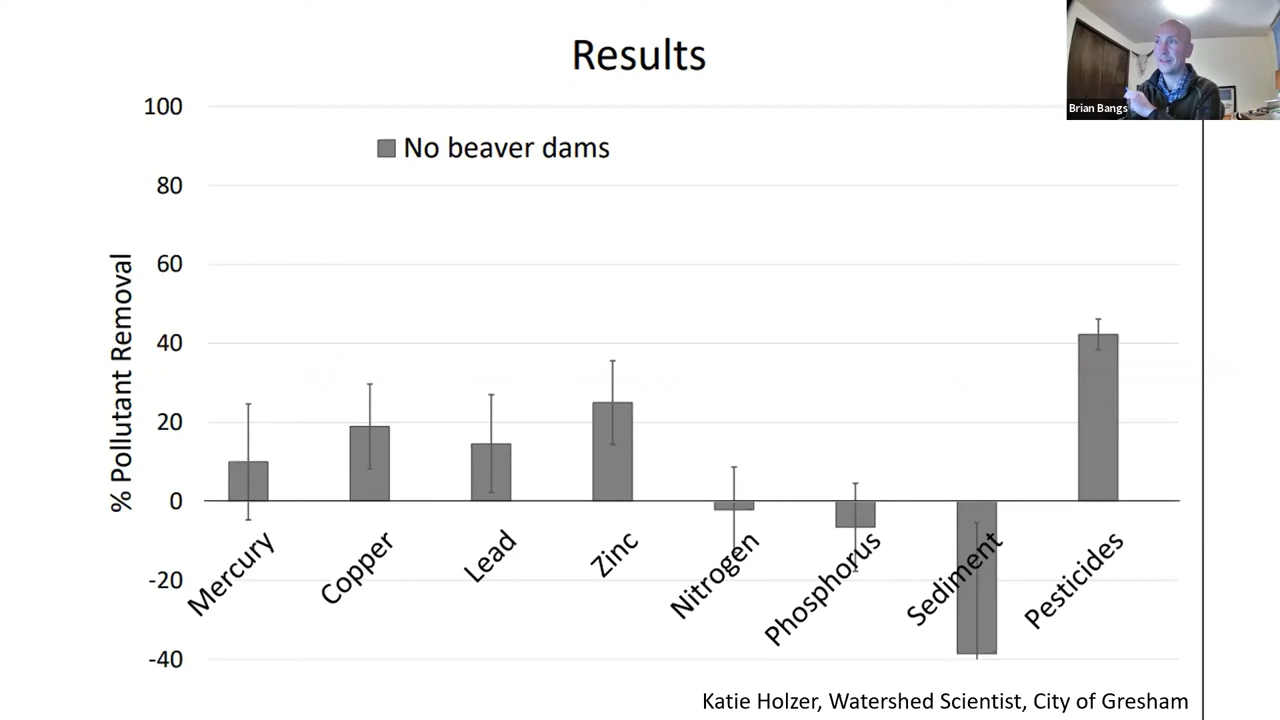 Results
Brian Bangs
No beaver dams
100
80
60
40
20
0
-20
-40
% Pollutant Removal
Mercury
Copper
Lead
Zinc
Nitrogen
Phosphorus
Sediment
Pesticides
Katie Holzer, Watershed Scientist, City of Gresham